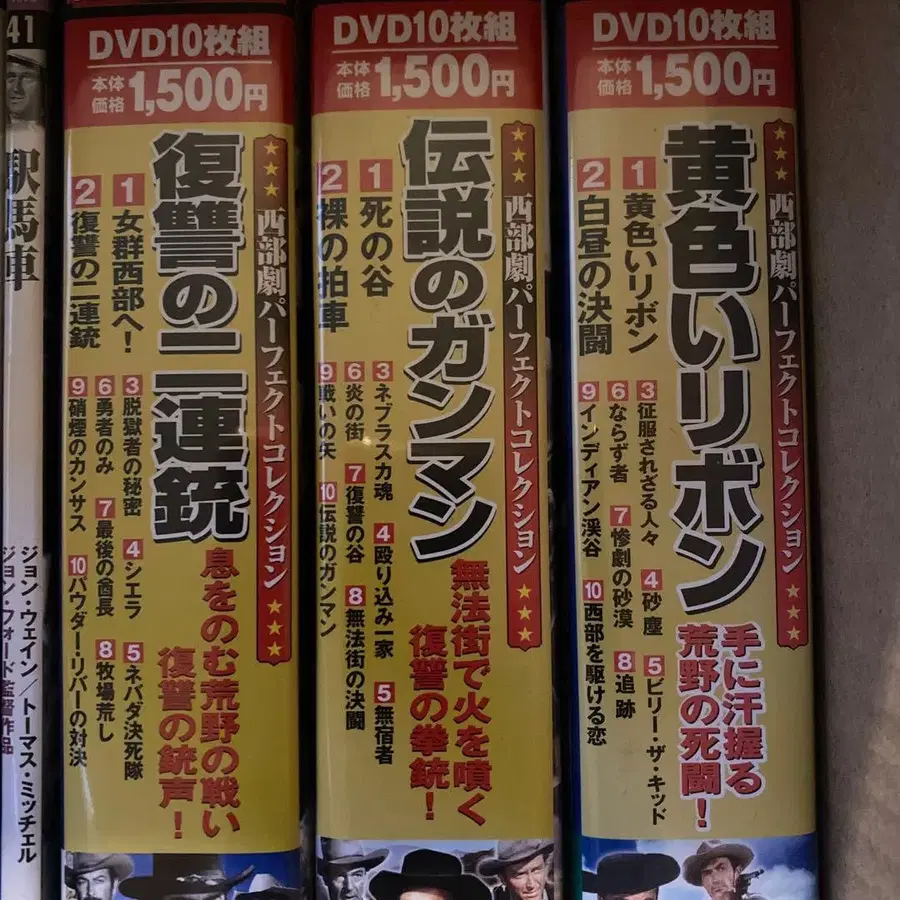 41
駅馬車
ジョン・ウェイン／トーマス・ミッチェル
ジョン・フォード監督作品
DVD10枚組
本体価格1,500円
★★★西部劇パーフェクトコレクション★★★
復讐の二連銃
1 女群西部へ!
2 復讐の二連銃
3 脱獄者の秘密
4 シエラ
5 ネバダ決死隊
6 勇者のみ
7 最後の酋長
8 牧場荒し
9 硝煙のカンサス
10 パウダー・リバーの対決
息をのむ荒野の戦い
復讐の銃声!
DVD10枚組
本体価格1,500円
★★★西部劇パーフェクトコレクション★★★
伝説のガンマン
1 死の谷
2 裸の拍車
3 ネブラスカ魂
4 殴り込み一家
5 無宿者
6 炎の街
7 復讐の谷
8 無法街の決闘
9 戦いの矢
10 伝説のガンマン
無法街で火を噴く
復讐の拳銃!
DVD10枚組
本体価格1,500円
★★★西部劇パーフェクトコレクション★★★
黄色いリボン
1 黄色いリボン
2 白昼の決闘
3 征服されざる人々
4 砂塵
5 ビリー・ザ・キッド
6 ならず者
7 惨劇の砂漠
8 追跡
9 インディアン渓谷
10 西部を駆ける恋
手に汗握る
荒野の死闘!